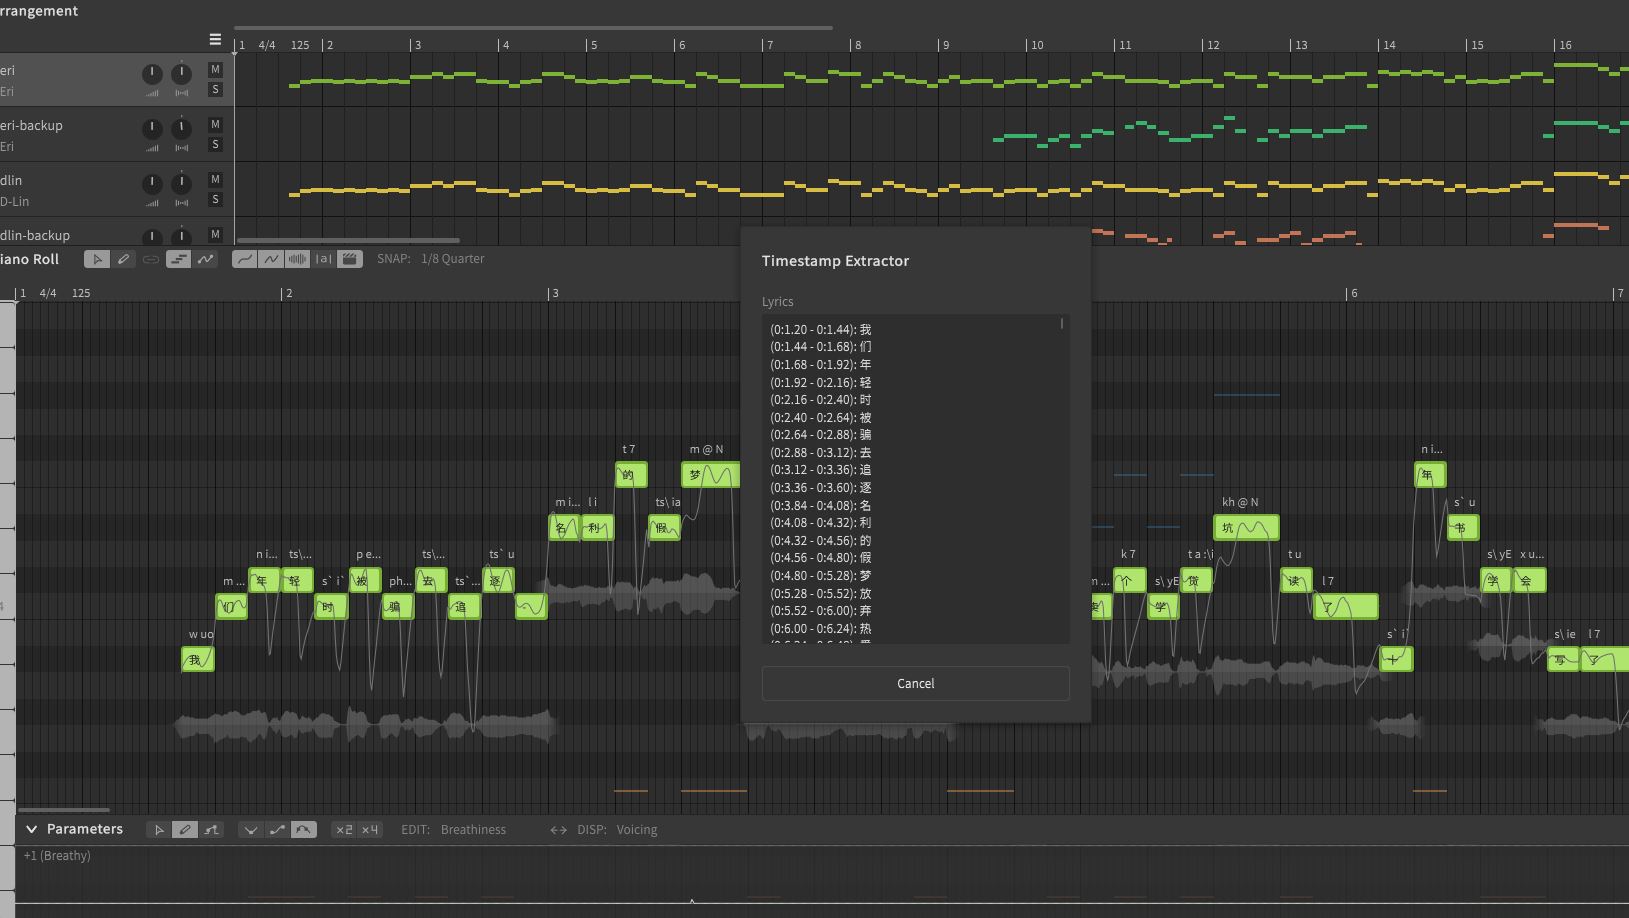 rrangement
1 4/4 125 2 3 4 5 6 7 8 9 10 11 12 13 14 15 16
eri
M
Eri
S
eri-backup
M
Eri
S
dlin
M
D-Lin
S
dlin-backup
M
iano Roll
|a|
SNAP: 1/8 Quarter
1 4/4 125 2 3 6 7
Timestamp Extractor
Lyrics
(0:1.20 - 0:1.44): 我
(0:1.44 - 0:1.68): 们
(0:1.68 - 0:1.92): 年
(0:1.92 - 0:2.16): 轻
(0:2.16 - 0:2.40): 时
(0:2.40 - 0:2.64): 被
(0:2.64 - 0:2.88): 骗
(0:2.88 - 0:3.12): 去
(0:3.12 - 0:3.36): 追
(0:3.36 - 0:3.60): 逐
(0:3.84 - 0:4.08): 名
(0:4.08 - 0:4.32): 利
(0:4.32 - 0:4.56): 的
(0:4.56 - 0:4.80): 假
(0:4.80 - 0:5.28): 梦
(0:5.28 - 0:5.52): 放
(0:5.52 - 0:6.00): 弃
(0:6.00 - 0:6.24): 热
Cancel
t 7 m @ N n i...
的 梦 年
m i... l i ts\ ia kh @ N s` u
名 利 假 坑 书
n i... ts\... p e... ts\... ts` u k 7 t a :\i t u s\ yE x u...
年 轻 被 去 逐 个 觉 读 学 会
m ... s` i` ph... ts`... m ... s\ yE l 7
们 时 骗 追 - 卖 学 了
w uo s` i` s\ ie l 7
我 十 写 了
4
Parameters
×2 ×4
EDIT: Breathiness
DISP: Voicing
+1 (Breathy)